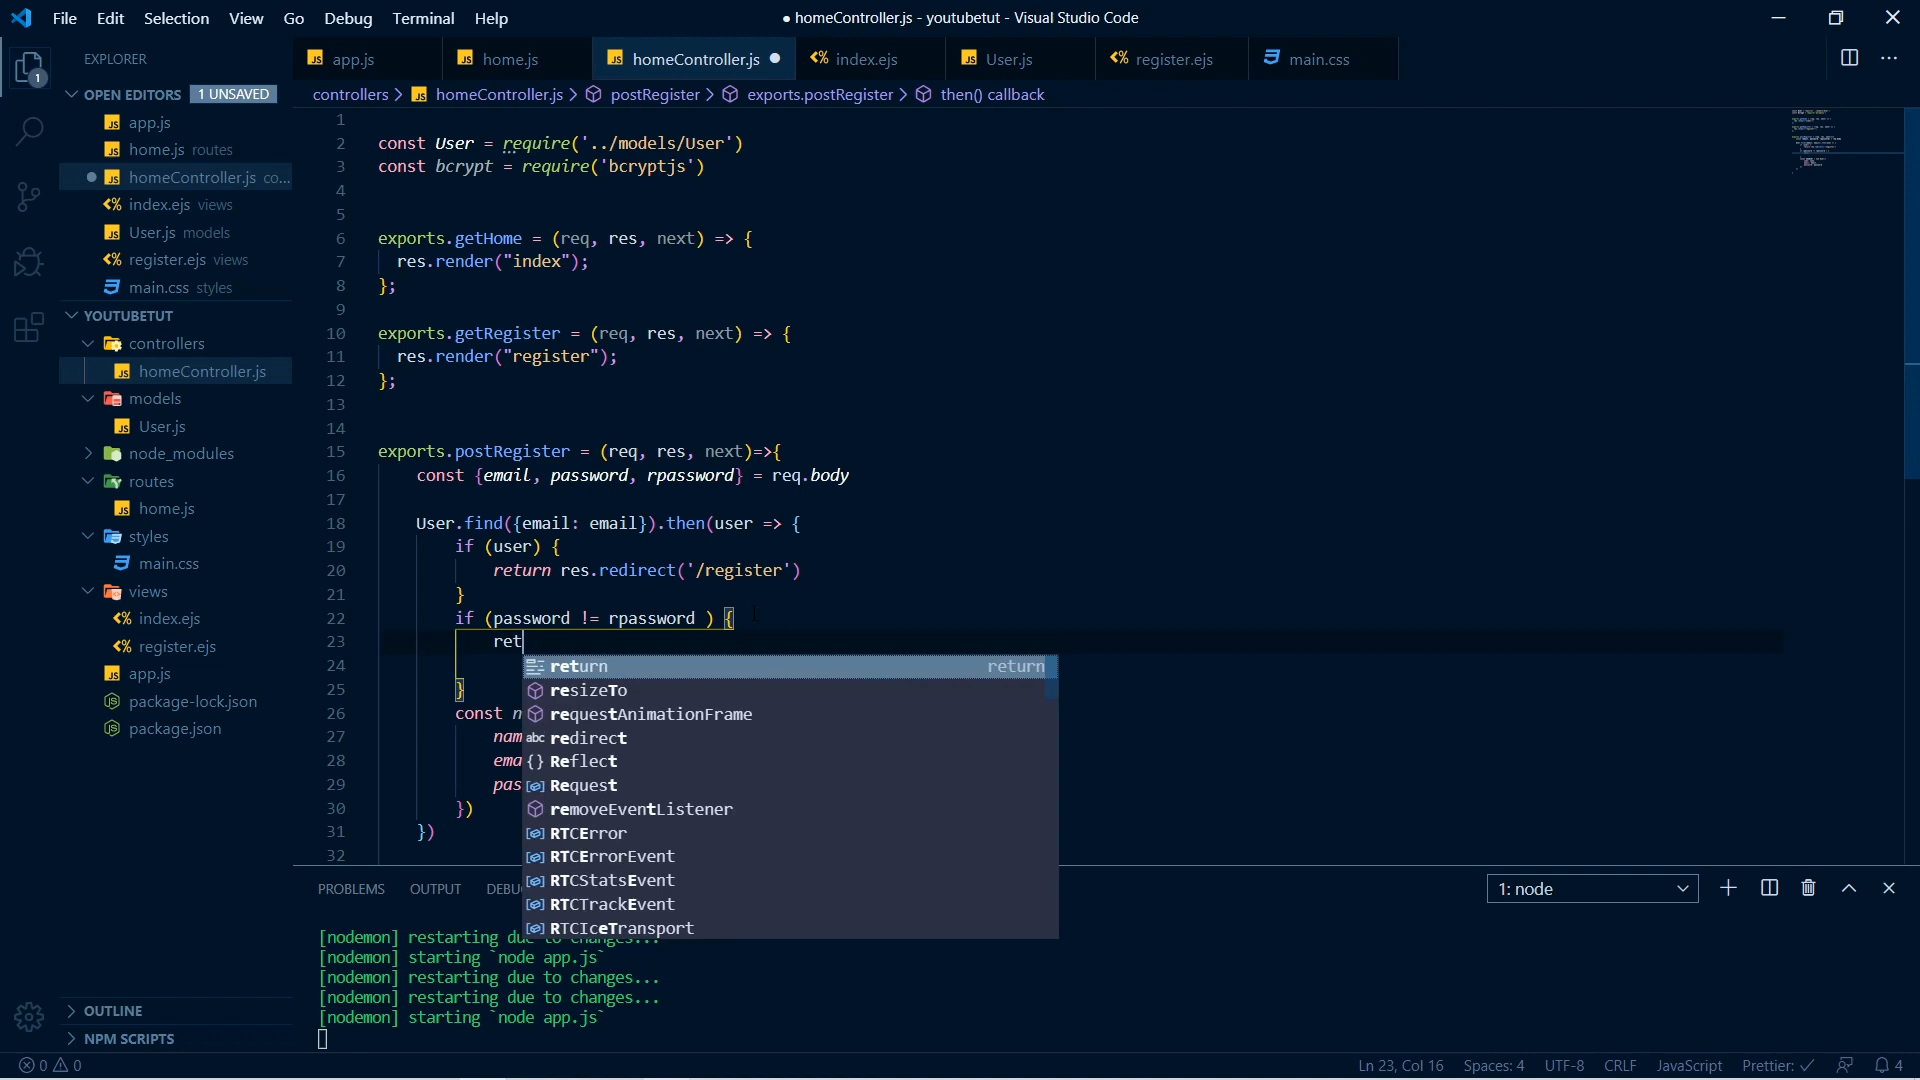 File Edit Selection View Go Debug Terminal Help
● homeController.js - youtubetut - Visual Studio Code
EXPLORER
OPEN EDITORS 1 UNSAVED
app.js
home.js routes
homeController.js co...
index.ejs views
User.js models
register.ejs views
main.css styles
YOUTUBETUT
controllers
homeController.js
models
User.js
node_modules
routes
home.js
styles
main.css
views
index.ejs
register.ejs
app.js
package-lock.json
package.json
OUTLINE
NPM SCRIPTS
app.js home.js homeController.js index.ejs User.js register.ejs main.css
controllers > homeController.js > postRegister > exports.postRegister > then() callback
1
2 const User = require('../models/User')
3 const bcrypt = require('bcryptjs')
4
5
6 exports.getHome = (req, res, next) => {
7 res.render("index");
8 };
9
10 exports.getRegister = (req, res, next) => {
11 res.render("register");
12 };
13
14
15 exports.postRegister = (req, res, next)=>{
16 const {email, password, rpassword} = req.body
17
18 User.find({email: email}).then(user => {
19 if (user) {
20 return res.redirect('/register')
21 }
22 if (password != rpassword ) {
23 ret
24
25 }
26 const n
27 nam
28 ema
29 pas
30 })
31 })
32
return return
resizeTo
requestAnimationFrame
abc redirect
Reflect
Request
removeEventListener
RTCError
RTCErrorEvent
RTCStatsEvent
RTCTrackEvent
RTCIceTransport
PROBLEMS OUTPUT DEBU
1: node
[nodemon] restarting due to changes...
[nodemon] starting `node app.js`
[nodemon] restarting due to changes...
[nodemon] restarting due to changes...
[nodemon] starting `node app.js`
0 0
Ln 23, Col 16 Spaces: 4 UTF-8 CRLF JavaScript Prettier: ✓ 4